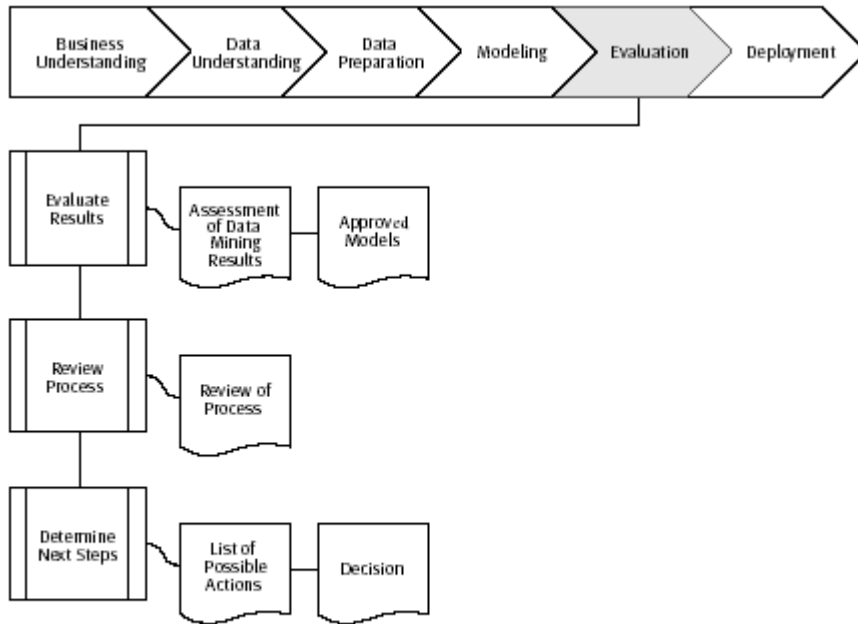 Business
Understanding
Data
Understanding
Data
Preparation
Modeling
Evaluation
Deployment
Evaluate
Results
Assessment
of Data
Mining
Results
Approved
Models
Review
Process
Review of
Process
Determine
Next Steps
List of
Possible
Actions
Decision